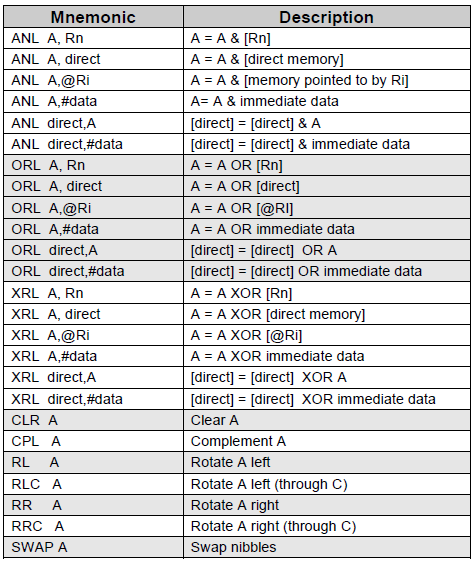 Mnemonic Description
ANL A, Rn A = A & [Rn]
ANL A, direct A = A & [direct memory]
ANL A,@Ri A = A & [memory pointed to by Ri]
ANL A,#data A= A & immediate data
ANL direct,A [direct] = [direct] & A
ANL direct,#data [direct] = [direct] & immediate data
ORL A, Rn A = A OR [Rn]
ORL A, direct A = A OR [direct]
ORL A,@Ri A = A OR [@RI]
ORL A,#data A = A OR immediate data
ORL direct,A [direct] = [direct] OR A
ORL direct,#data [direct] = [direct] OR immediate data
XRL A, Rn A = A XOR [Rn]
XRL A, direct A = A XOR [direct memory]
XRL A,@Ri A = A XOR [@Ri]
XRL A,#data A = A XOR immediate data
XRL direct,A [direct] = [direct] XOR A
XRL direct,#data [direct] = [direct] XOR immediate data
CLR A Clear A
CPL A Complement A
RL A Rotate A left
RLC A Rotate A left (through C)
RR A Rotate A right
RRC A Rotate A right (through C)
SWAP A Swap nibbles